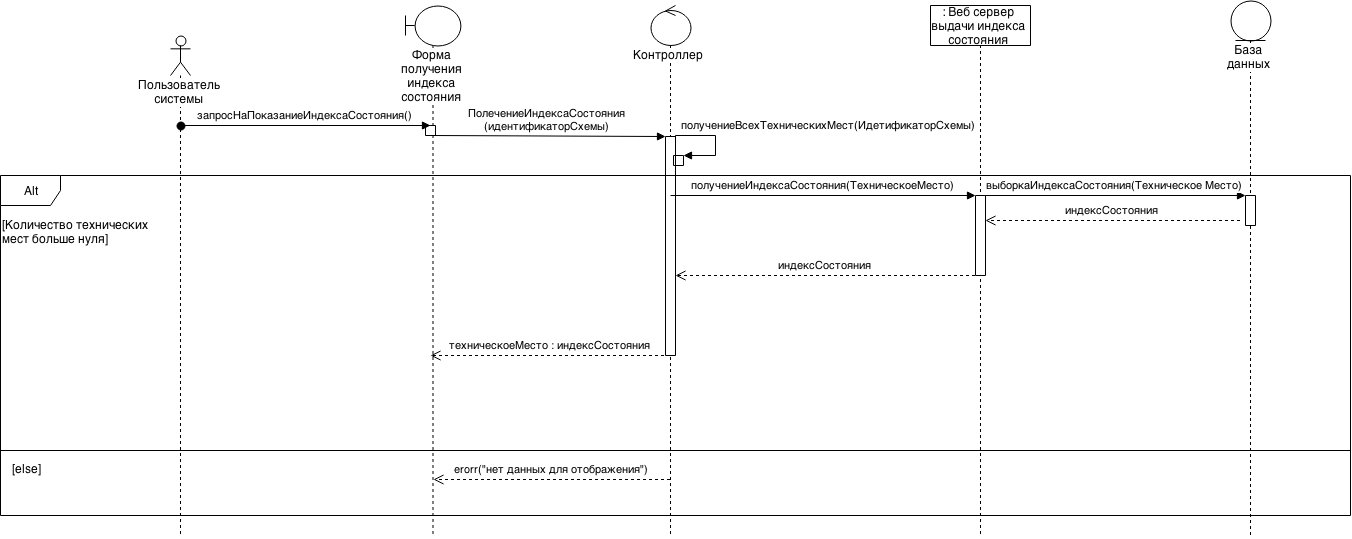 : Веб сервер
выдачи индекса
состояния
Форма
получения
индекса
состояния
Контроллер
База
данных
Пользователь
системы
запросНаПоказаниеИндексаСостояния()
ПолечениеИндексаСостояния
(идентификаторСхемы)
получениеВсехТехническихМест(ИдетификаторСхемы)
Alt
получениеИндексаСостояния(ТехническоеМесто)
выборкаИндексаСостояния(Техническое Место)
[Количество технических
мест больше нуля]
индексСостояния
индексСостояния
техническоеМесто : индексСостояния
[else]
erorr("нет данных для отображения")